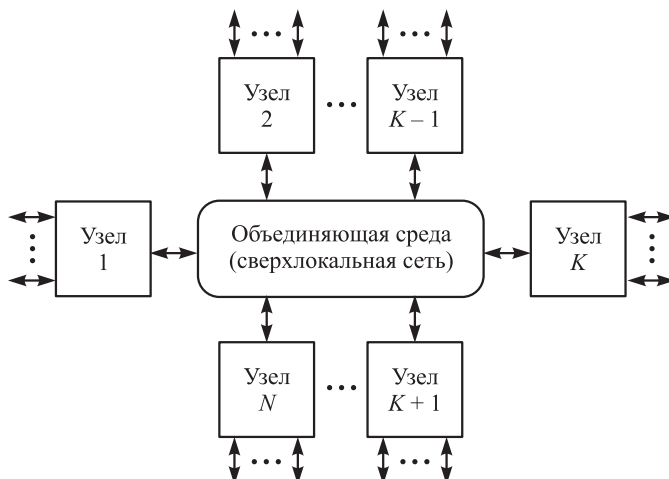 Узел
2
Узел
K – 1
Узел
1
Объединяющая среда
(сверхлокальная сеть)
Узел
K
Узел
N
Узел
K + 1